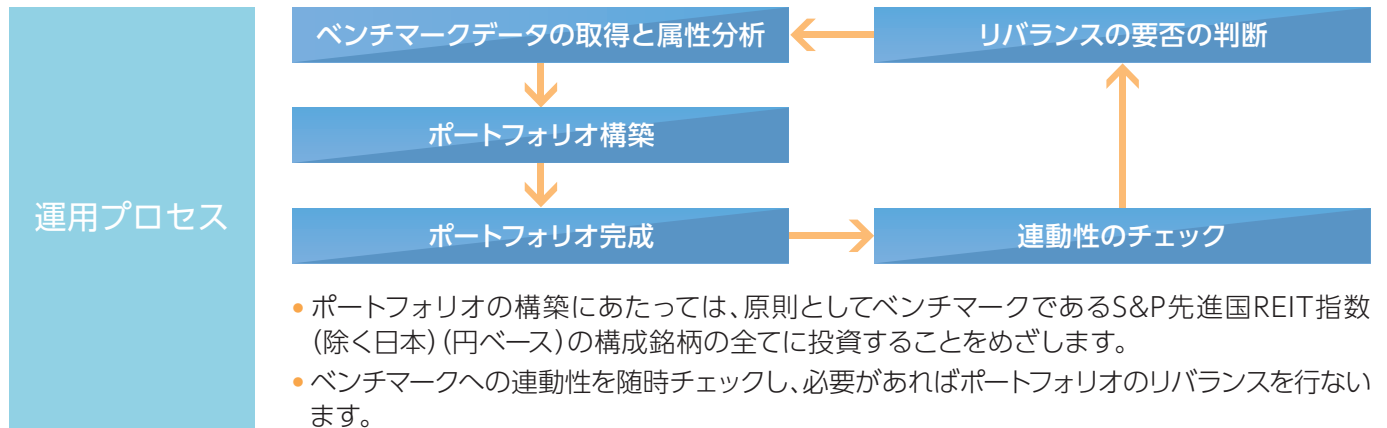 運用プロセス
ベンチマークデータの取得と属性分析
リバランスの要否の判断
ポートフォリオ構築
ポートフォリオ完成
連動性のチェック
•ポートフォリオの構築にあたっては、原則としてベンチマークであるS&P先進国REIT指数
(除く日本)(円ベース)の構成銘柄の全てに投資することをめざします。
•ベンチマークへの連動性を随時チェックし、必要があればポートフォリオのリバランスを行ない
ます。